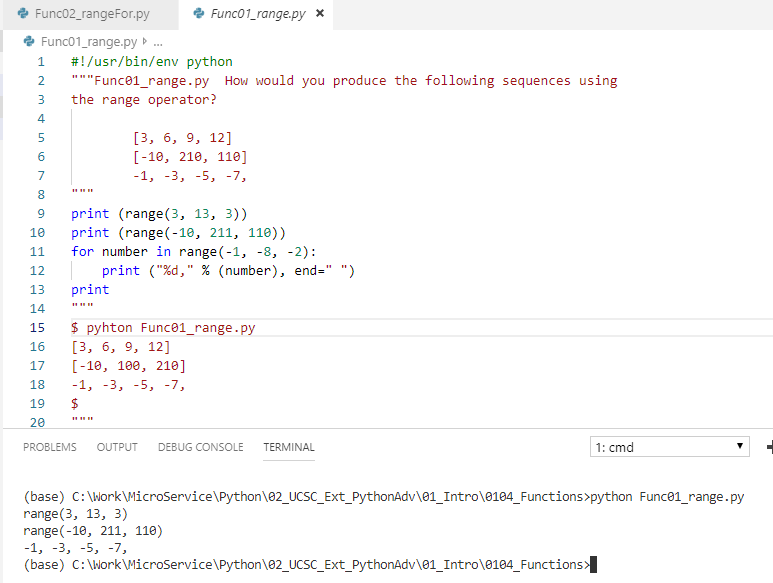 Func02_rangeFor.py Func01_range.py ×
Func01_range.py ...
1 #!/usr/bin/env python
2 """Func01_range.py  How would you produce the following sequences using
3 the range operator?
4
5         [3, 6, 9, 12]
6         [-10, 210, 110]
7         -1, -3, -5, -7,
8 """
9 print (range(3, 13, 3))
10 print (range(-10, 211, 110))
11 for number in range(-1, -8, -2):
12     print ("%d," % (number), end=" ")
13 print
14 """
15 $ pyhton Func01_range.py
16 [3, 6, 9, 12]
17 [-10, 100, 210]
18 -1, -3, -5, -7,
19 $
20 """
PROBLEMS OUTPUT DEBUG CONSOLE TERMINAL 1: cmd
(base) C:\Work\MicroService\Python\02_UCSC_Ext_PythonAdv\01_Intro\0104_Functions>python Func01_range.py
range(3, 13, 3)
range(-10, 211, 110)
-1, -3, -5, -7,
(base) C:\Work\MicroService\Python\02_UCSC_Ext_PythonAdv\01_Intro\0104_Functions>